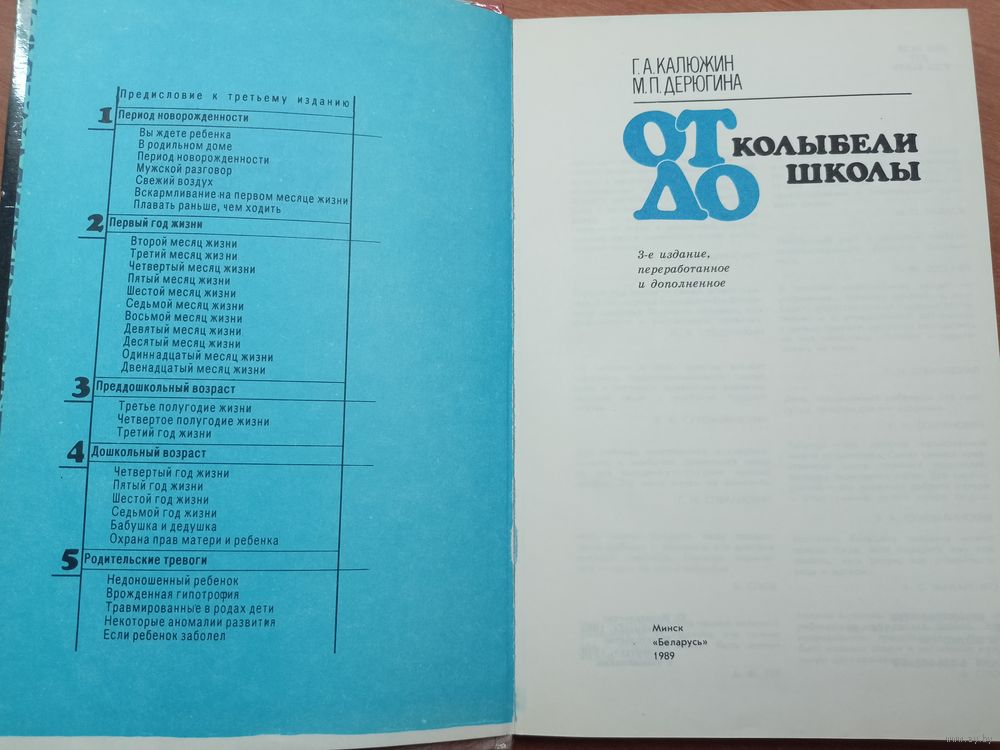 Предисловие к третьему изданию
1 Период новорожденности
Вы ждете ребенка
В родильном доме
Период новорожденности
Мужской разговор
Свежий воздух
Вскармливание на первом месяце жизни
Плавать раньше, чем ходить
2 Первый год жизни
Второй месяц жизни
Третий месяц жизни
Четвертый месяц жизни
Пятый месяц жизни
Шестой месяц жизни
Седьмой месяц жизни
Восьмой месяц жизни
Девятый месяц жизни
Десятый месяц жизни
Одиннадцатый месяц жизни
Двенадцатый месяц жизни
3 Преддошкольный возраст
Третье полугодие жизни
Четвертое полугодие жизни
Третий год жизни
4 Дошкольный возраст
Четвертый год жизни
Пятый год жизни
Шестой год жизни
Седьмой год жизни
Бабушка и дедушка
Охрана прав матери и ребенка
5 Родительские тревоги
Недоношенный ребенок
Врожденная гипотрофия
Травмированные в родах дети
Некоторые аномалии развития
Если ребенок заболел
Г. А. КАЛЮЖИН
М. П. ДЕРЮГИНА
ОТ КОЛЫБЕЛИ
ДО ШКОЛЫ
3-е издание,
переработанное
и дополненное
Минск
«Беларусь»
1989